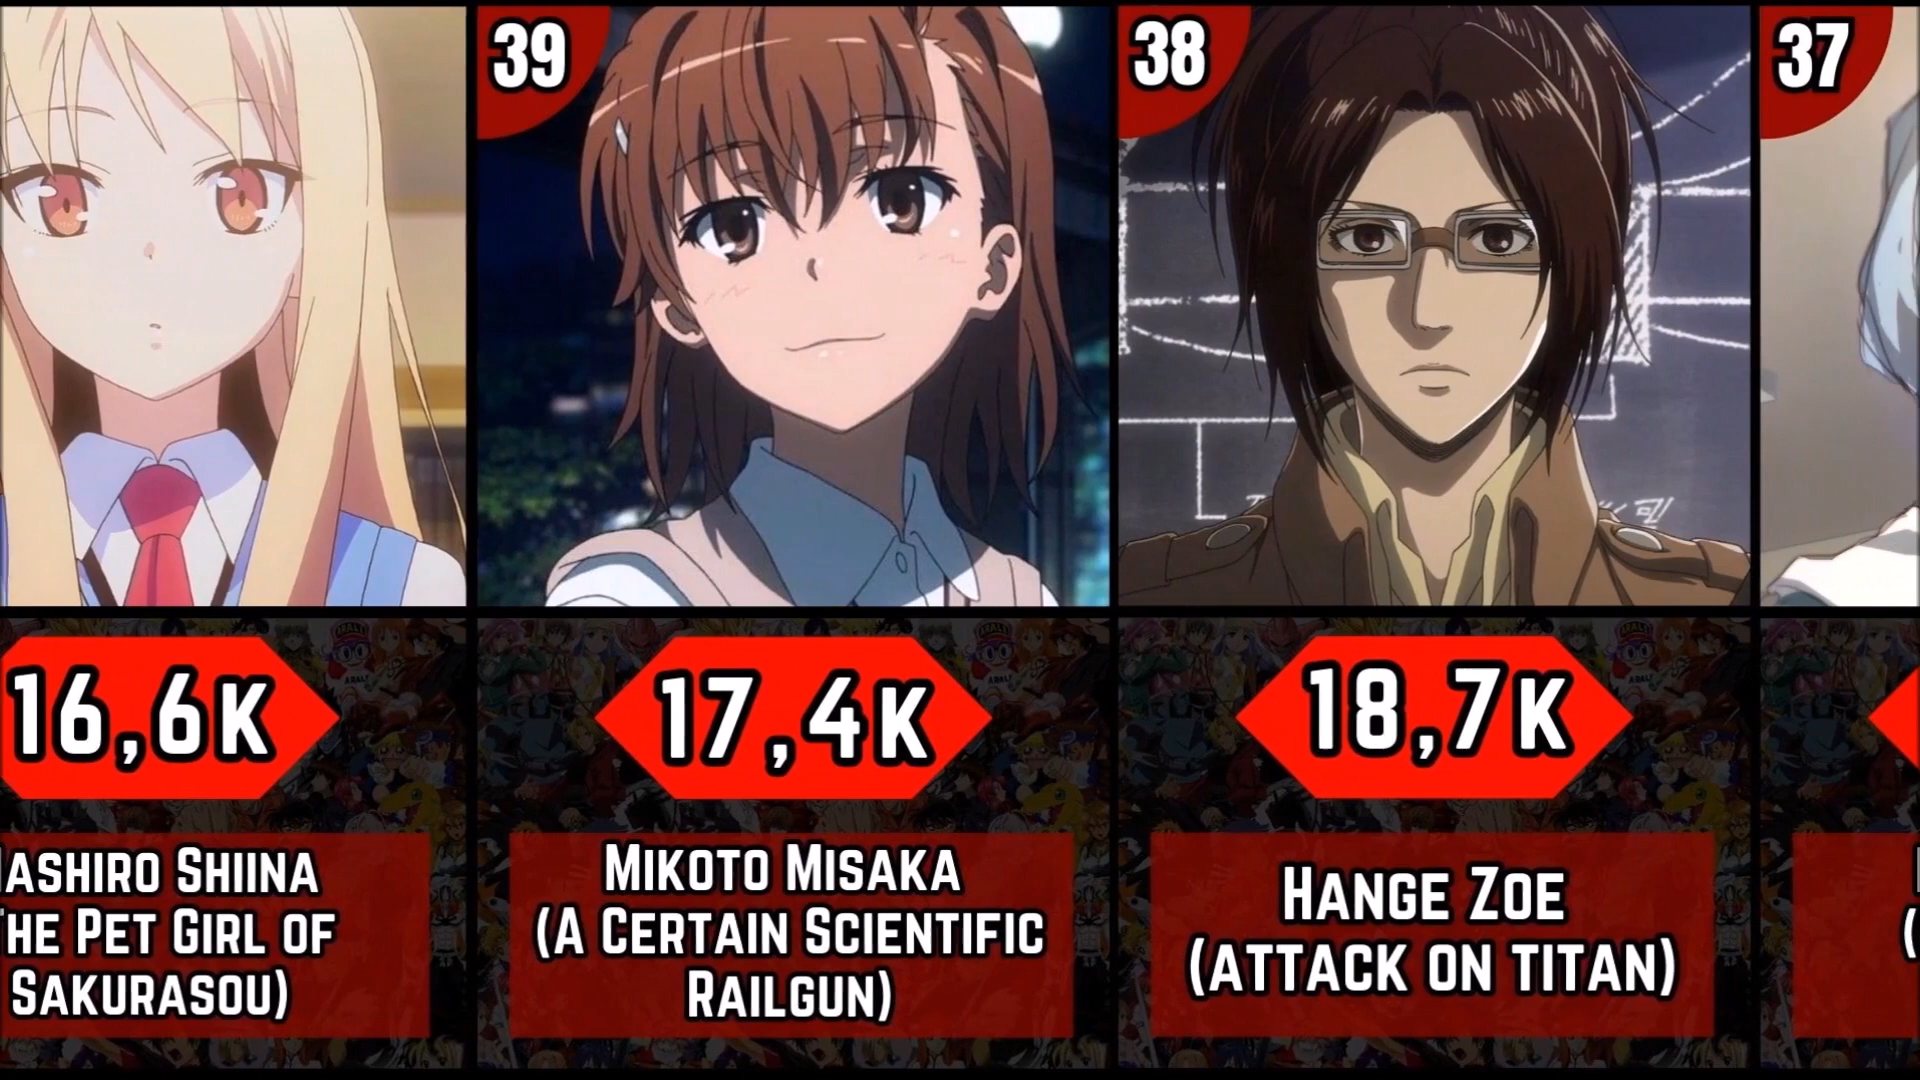 39
38
37
16,6K
17,4K
18,7K
ASHIRO SHIINA
HE PET GIRL OF
SAKURASOU)
MIKOTO MISAKA
(A CERTAIN SCIENTIFIC
RAILGUN)
HANGE ZOE
(ATTACK ON TITAN)
(